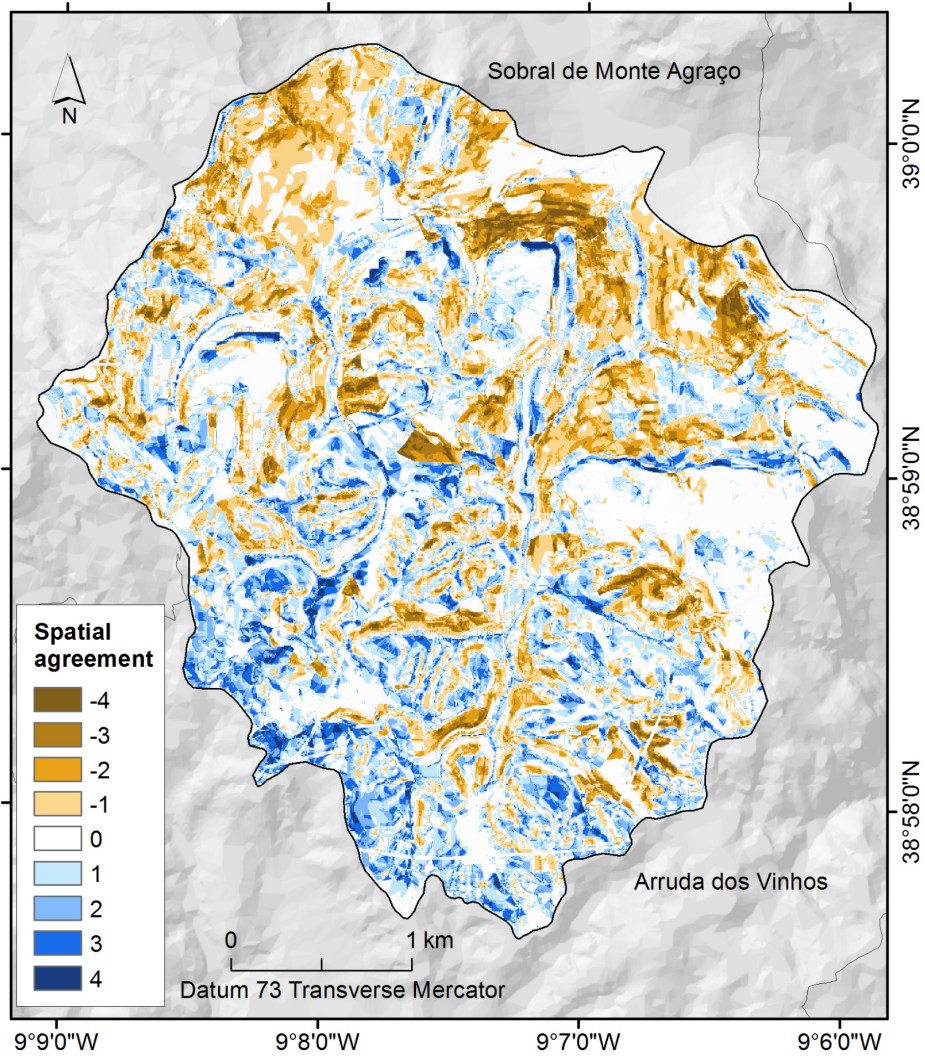 Sobral de Monte Agraço
N
39°0'0"N
38°59'0"N
38°58'0"N
Spatial
agreement
-4
-3
-2
-1
0
1
2
3
4
Arruda dos Vinhos
0 1 km
Datum 73 Transverse Mercator
9°9'0"W 9°8'0"W 9°7'0"W 9°6'0"W